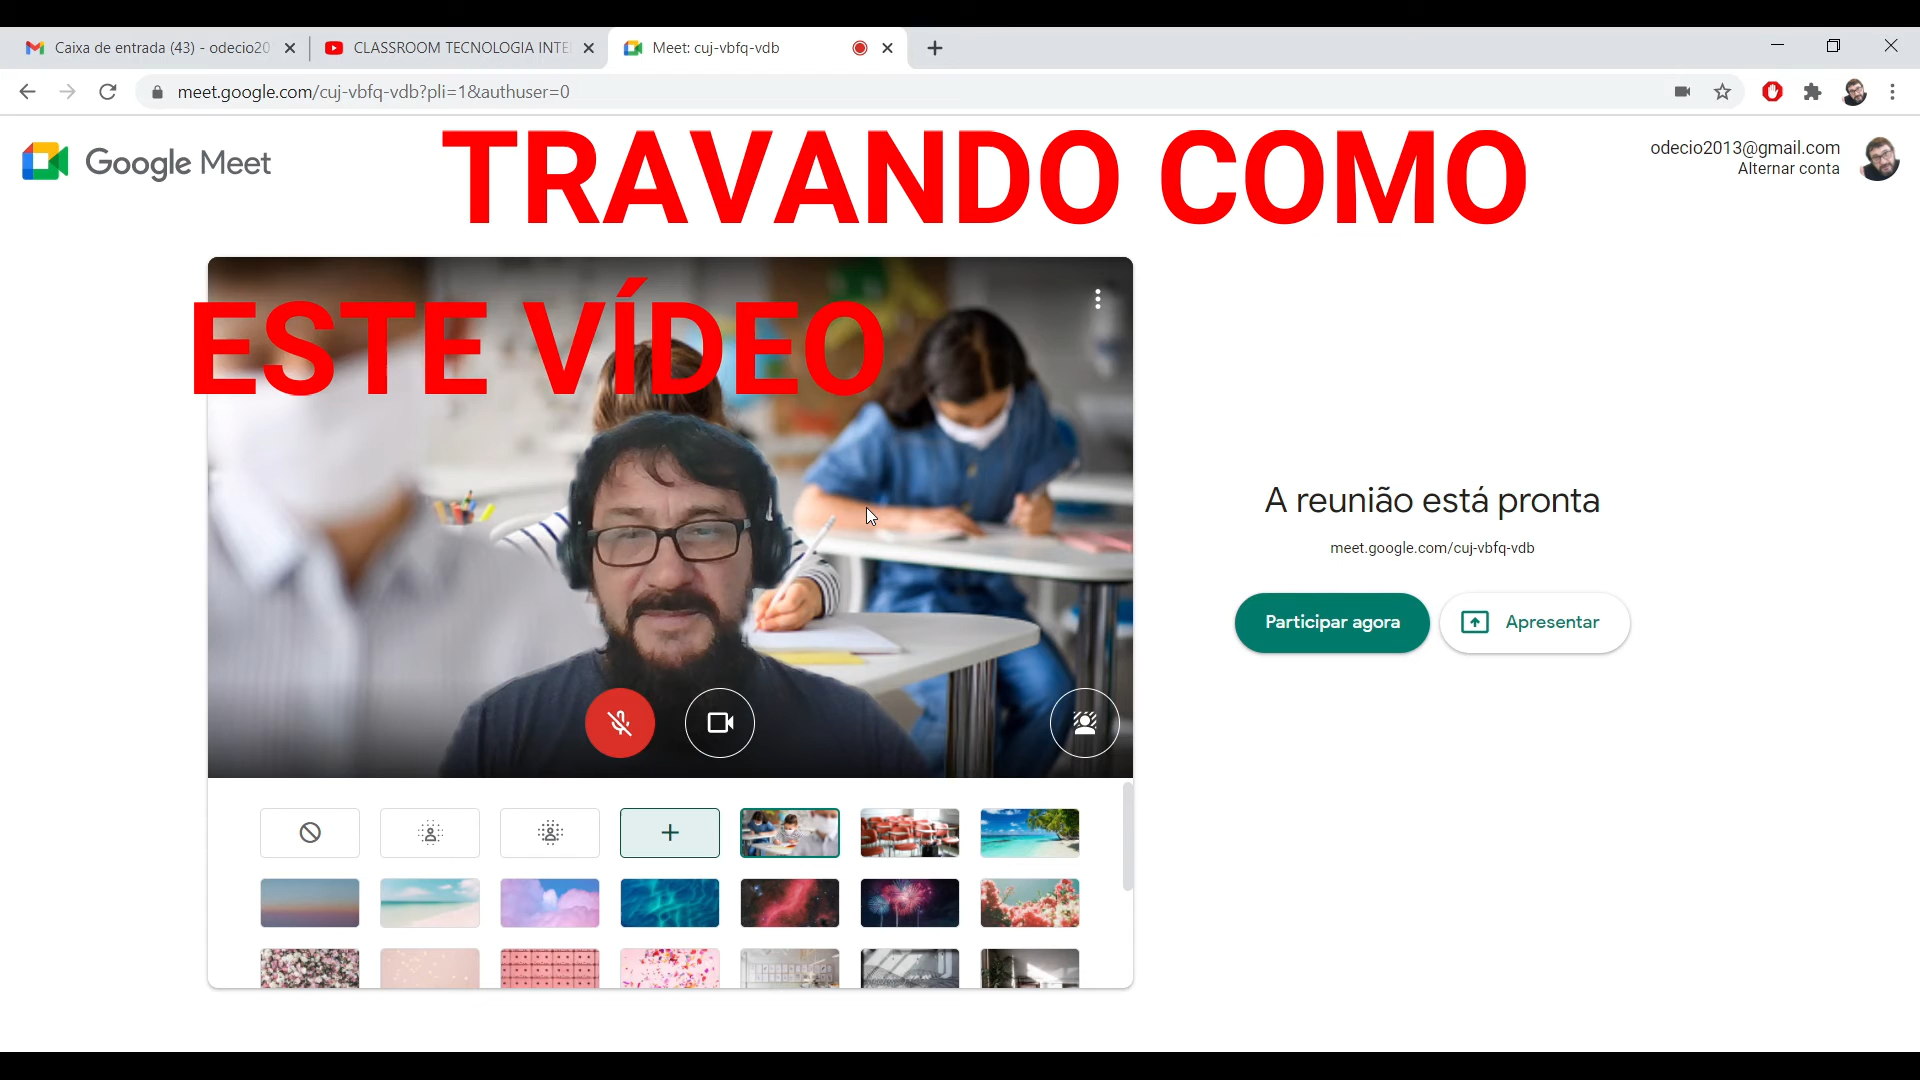 Caixa de entrada (43) - odecio20
CLASSROOM TECNOLOGIA INTE
Meet: cuj-vbfq-vdb
meet.google.com/cuj-vbfq-vdb?pli=1&authuser=0
Google Meet
TRAVANDO COMO
odecio2013@gmail.com
Alternar conta
ESTE VÍDEO
A reunião está pronta
meet.google.com/cuj-vbfq-vdb
Participar agora
Apresentar